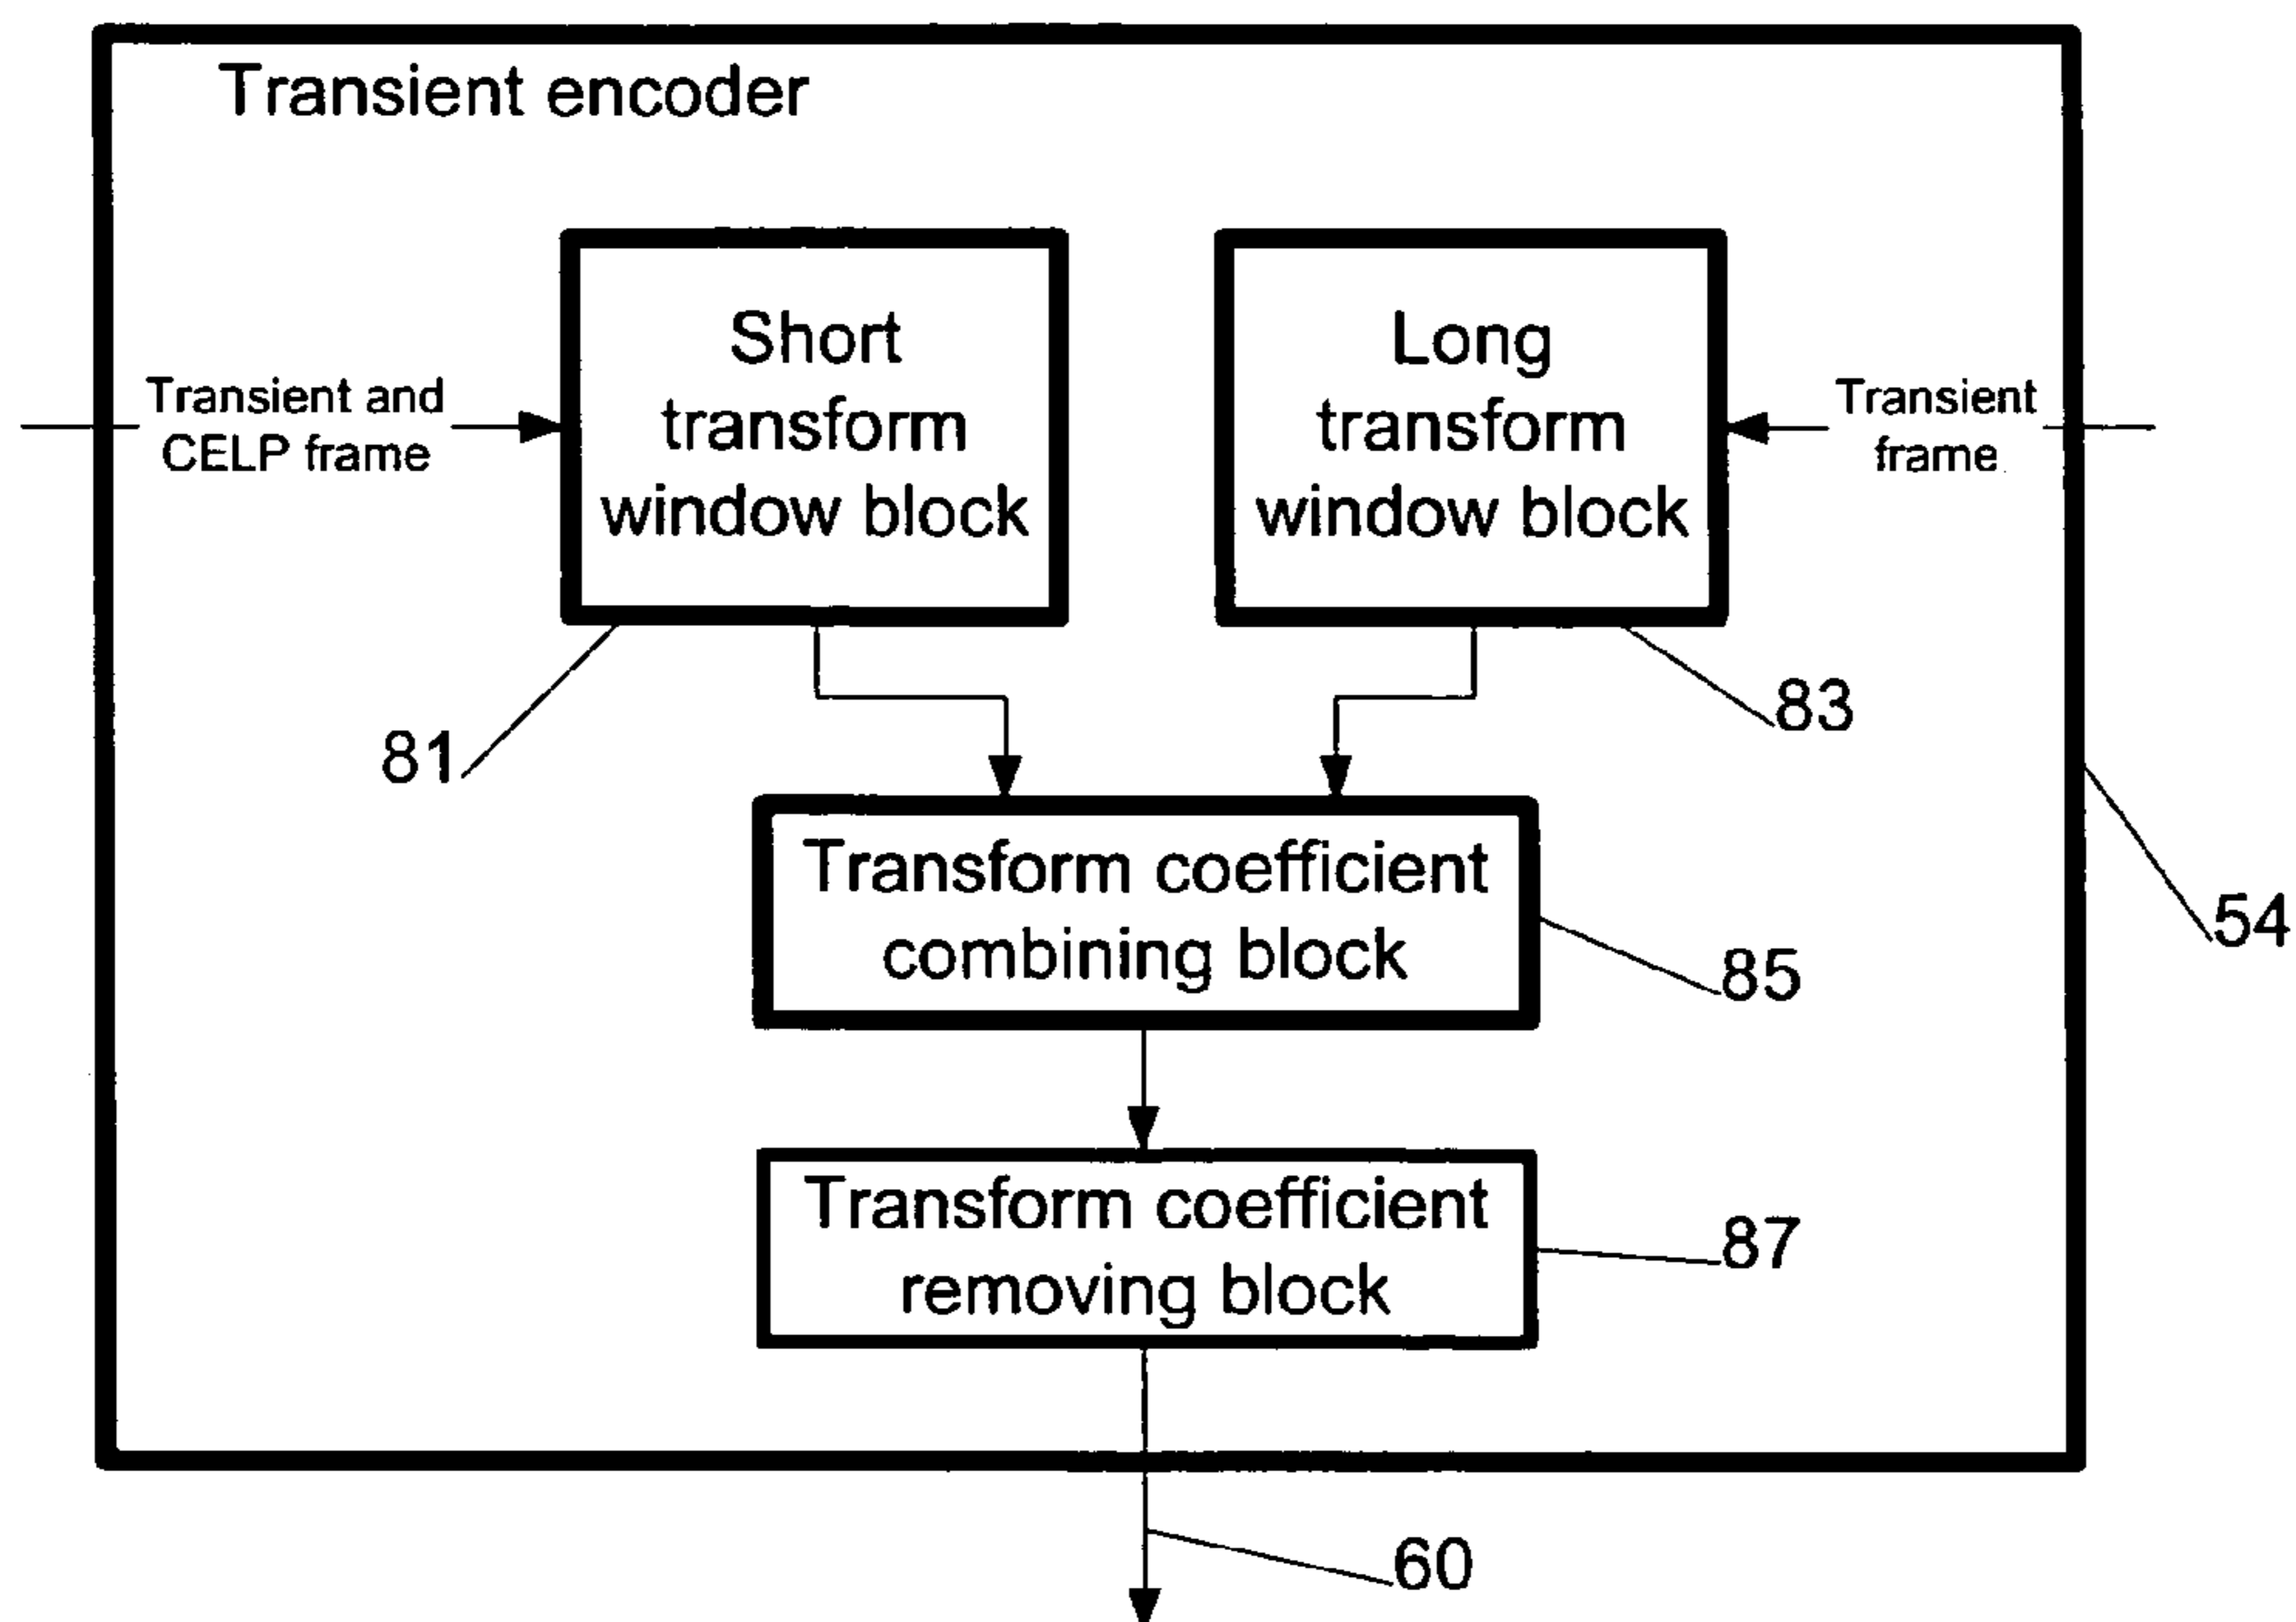 Transient encoder
Short
transform
window block
Long
transform
window block
Transient and
CELP frame
Transient
frame
81
83
Transform coefficient
combining block
85
54
Transform coefficient
removing block
87
60